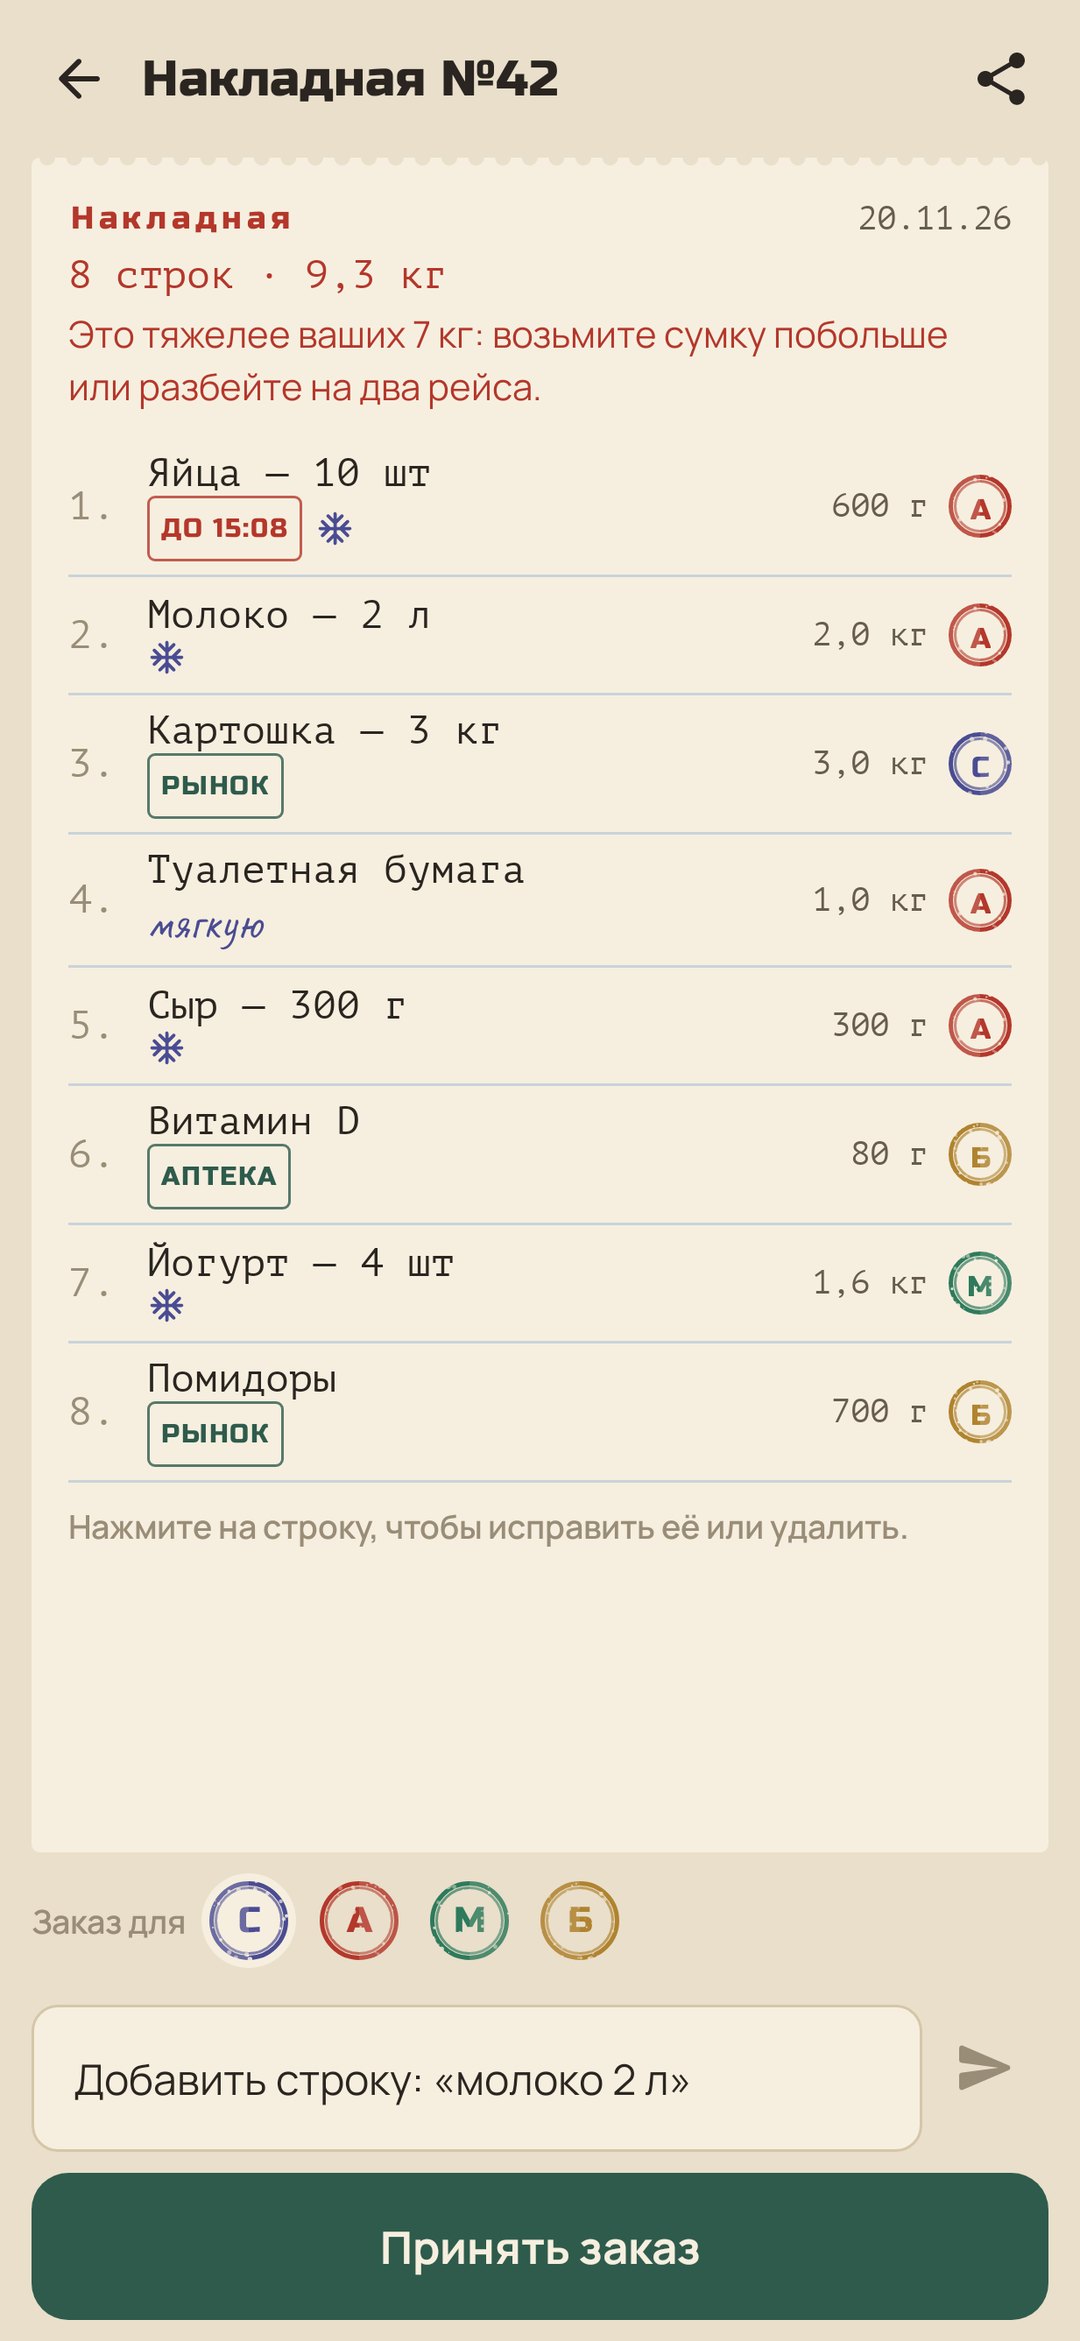 Накладная №42
Накладная 20.11.26
8 строк · 9,3 кг
Это тяжелее ваших 7 кг: возьмите сумку побольше
или разбейте на два рейса.
1. Яйца — 10 шт 600 г А
ДО 15:08
2. Молоко — 2 л 2,0 кг А
3. Картошка — 3 кг 3,0 кг С
РЫНОК
4. Туалетная бумага 1,0 кг А
мягкую
5. Сыр — 300 г 300 г А
6. Витамин D 80 г Б
АПТЕКА
7. Йогурт — 4 шт 1,6 кг М
8. Помидоры 700 г Б
РЫНОК
Нажмите на строку, чтобы исправить её или удалить.
Заказ для С А М Б
Добавить строку: «молоко 2 л»
Принять заказ